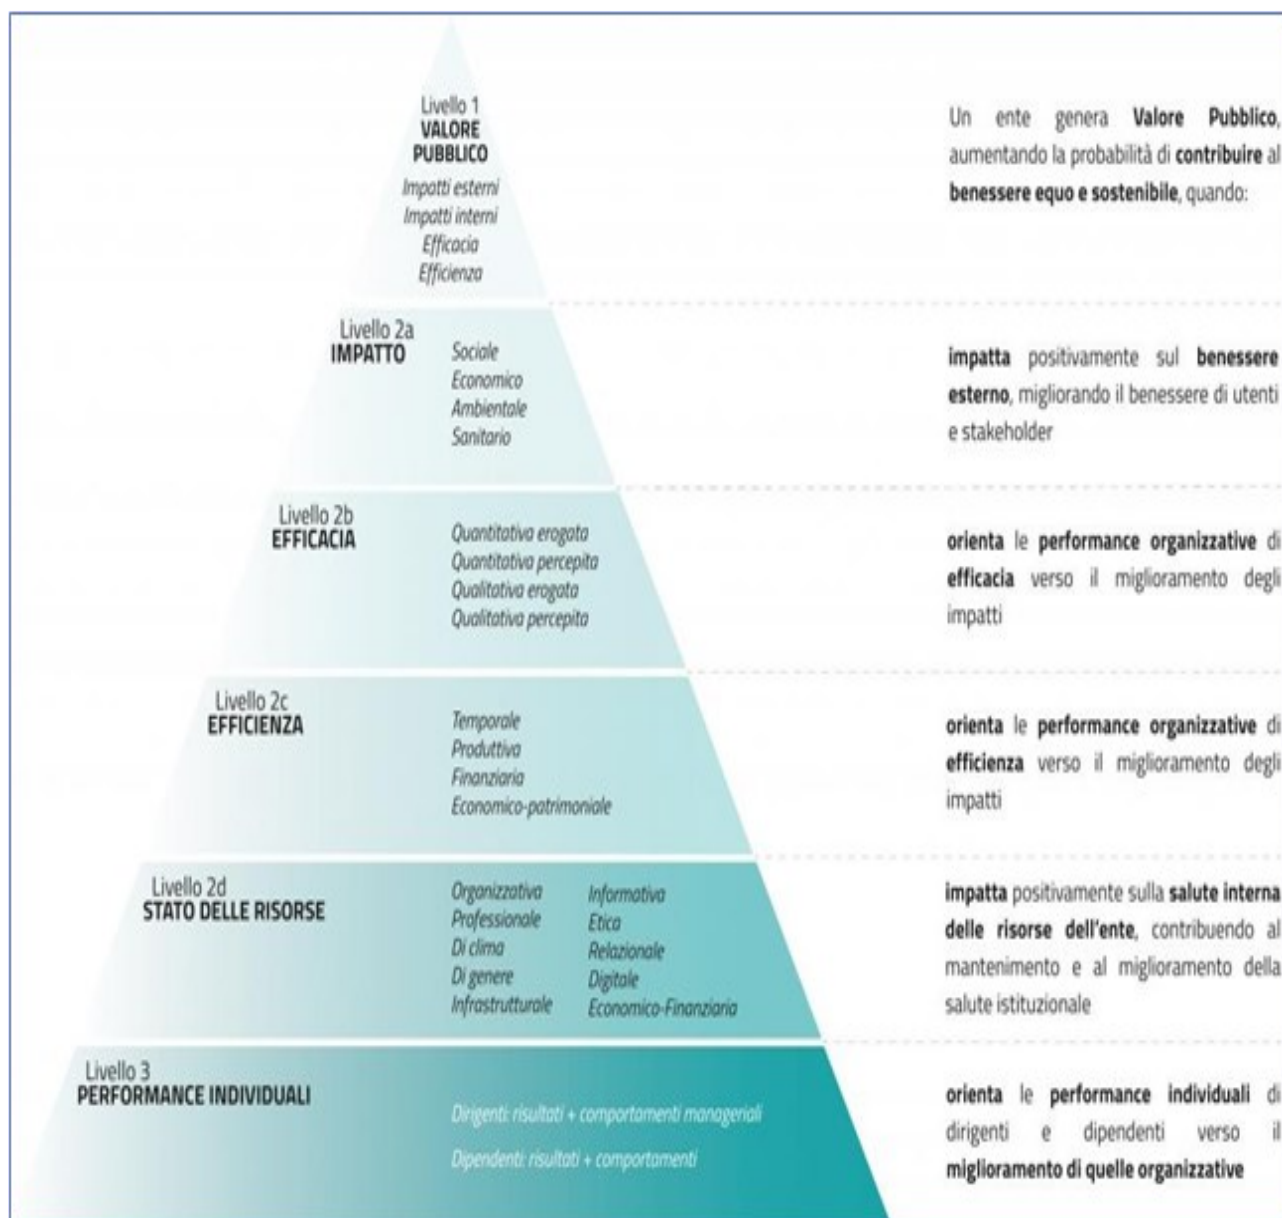 Livello 1
VALORE
PUBBLICO
Impatti esterni
Impatti interni
Efficacia
Efficienza
Un ente genera Valore Pubblico,
aumentando la probabilità di contribuire al
benessere equo e sostenibile, quando:
Livello 2a
IMPATTO
Sociale
Economico
Ambientale
Sanitario
impatta positivamente sul benessere
esterno, migliorando il benessere di utenti
e stakeholder
Livello 2b
EFFICACIA
Quantitativa erogata
Quantitativa percepita
Qualitativa erogata
Qualitativa percepita
orienta le performance organizzative di
efficacia verso il miglioramento degli
impatti
Livello 2c
EFFICIENZA
Temporale
Produttiva
Finanziaria
Economico-patrimoniale
orienta le performance organizzative di
efficienza verso il miglioramento degli
impatti
Livello 2d
STATO DELLE RISORSE
Organizzativa
Professionale
Di clima
Di genere
Infrastrutturale
Informativa
Etica
Relazionale
Digitale
Economico-Finanziaria
impatta positivamente sulla salute interna
delle risorse dell'ente, contribuendo al
mantenimento e al miglioramento della
salute istituzionale
Livello 3
PERFORMANCE INDIVIDUALI
Dirigenti: risultati + comportamenti manageriali
Dipendenti: risultati + comportamenti
orienta le performance individuali di
dirigenti e dipendenti verso il
miglioramento di quelle organizzative